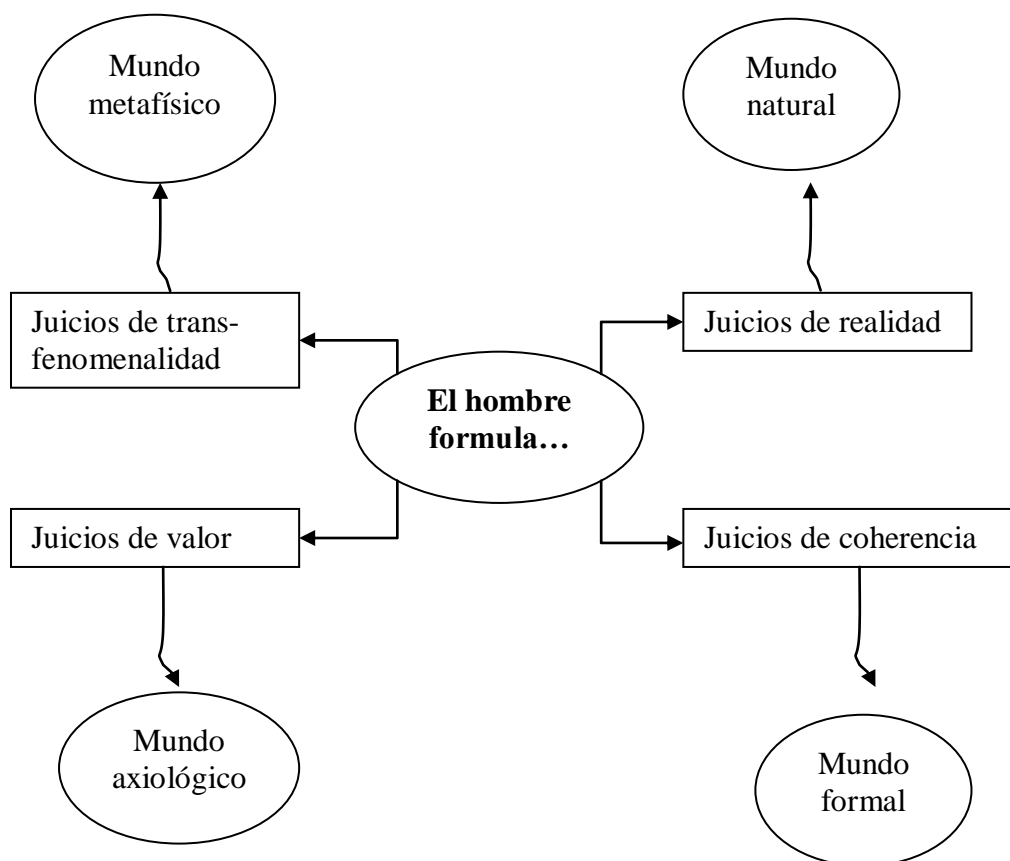 Mundo
metafísico
Mundo
natural
Juicios de trans-
fenomenalidad
Juicios de realidad
El hombre
formula…
Juicios de valor
Juicios de coherencia
Mundo
axiológico
Mundo
formal